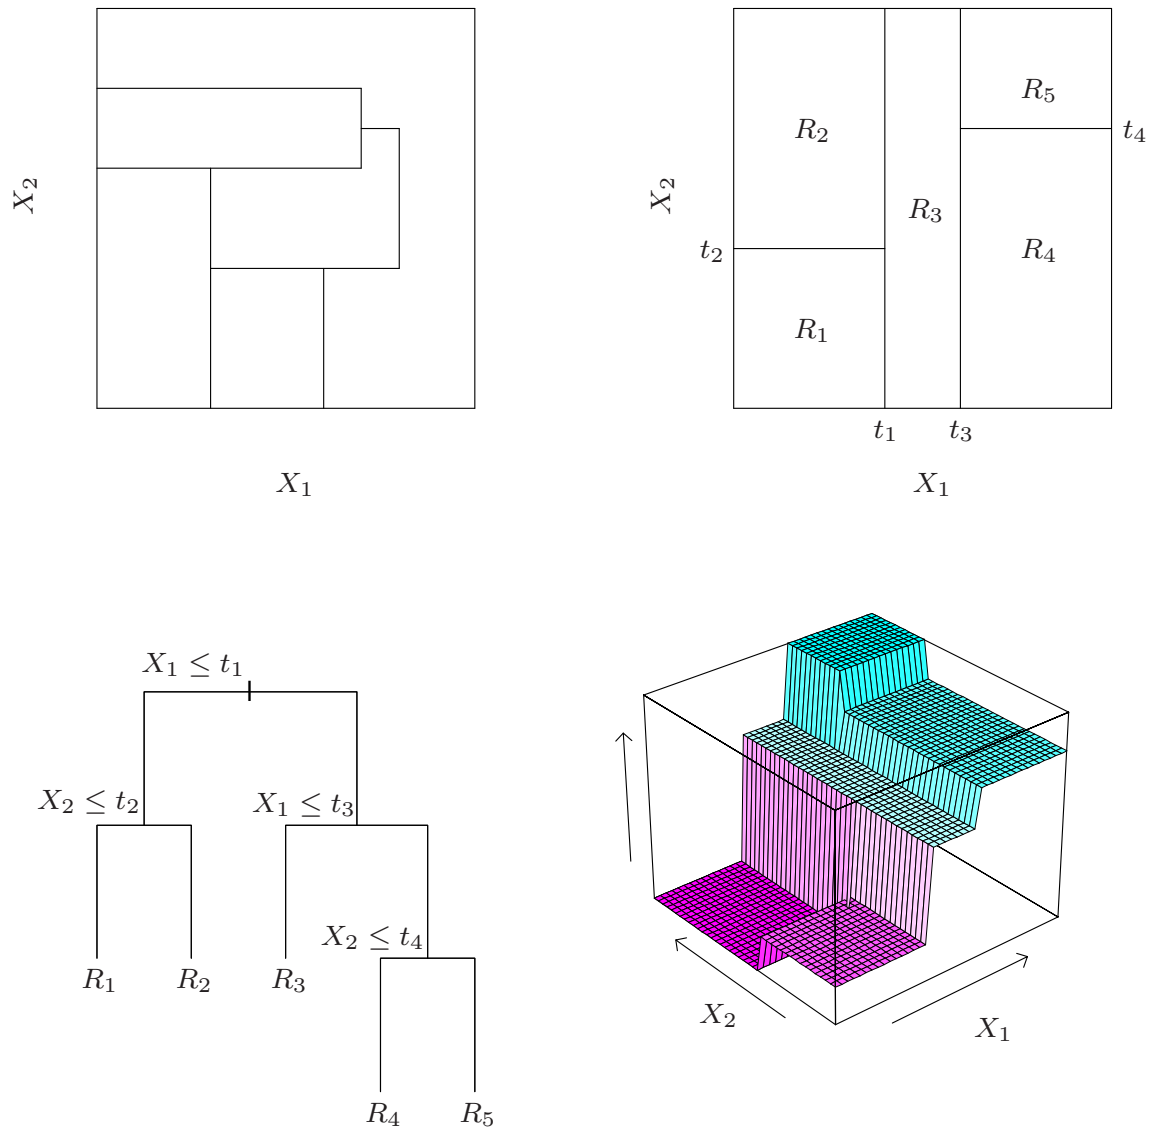 X₂
X₁
R₅
R₂
t₄
X₂
R₃
t₂
R₄
R₁
t₁ t₃
X₁
X₁ ≤ t₁
X₂ ≤ t₂
X₁ ≤ t₃
X₂ ≤ t₄
R₁
R₂
R₃
R₄
R₅
X₂
X₁